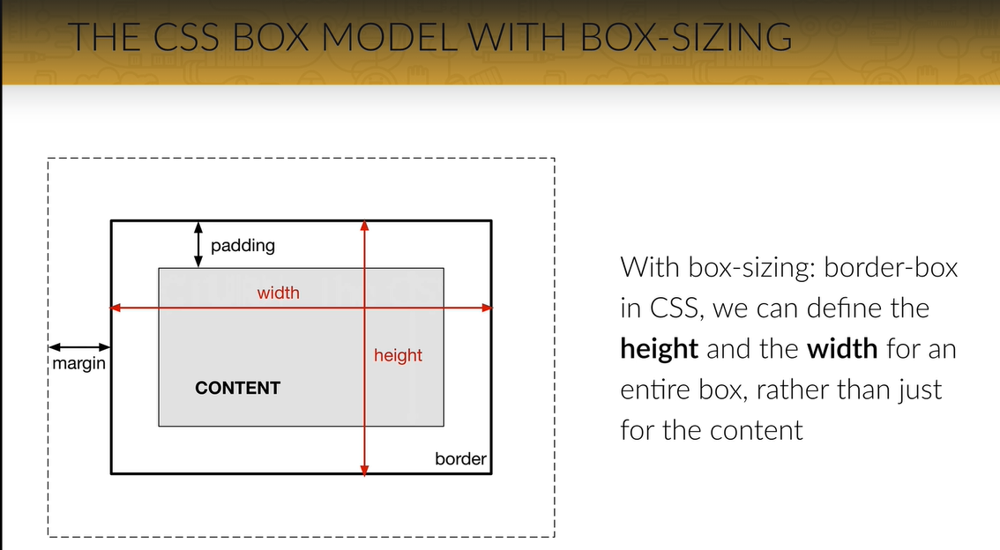 THE CSS BOX MODEL WITH BOX-SIZING
padding
width
margin
height
CONTENT
border
With box-sizing: border-box
in CSS, we can define the
height and the width for an
entire box, rather than just
for the content